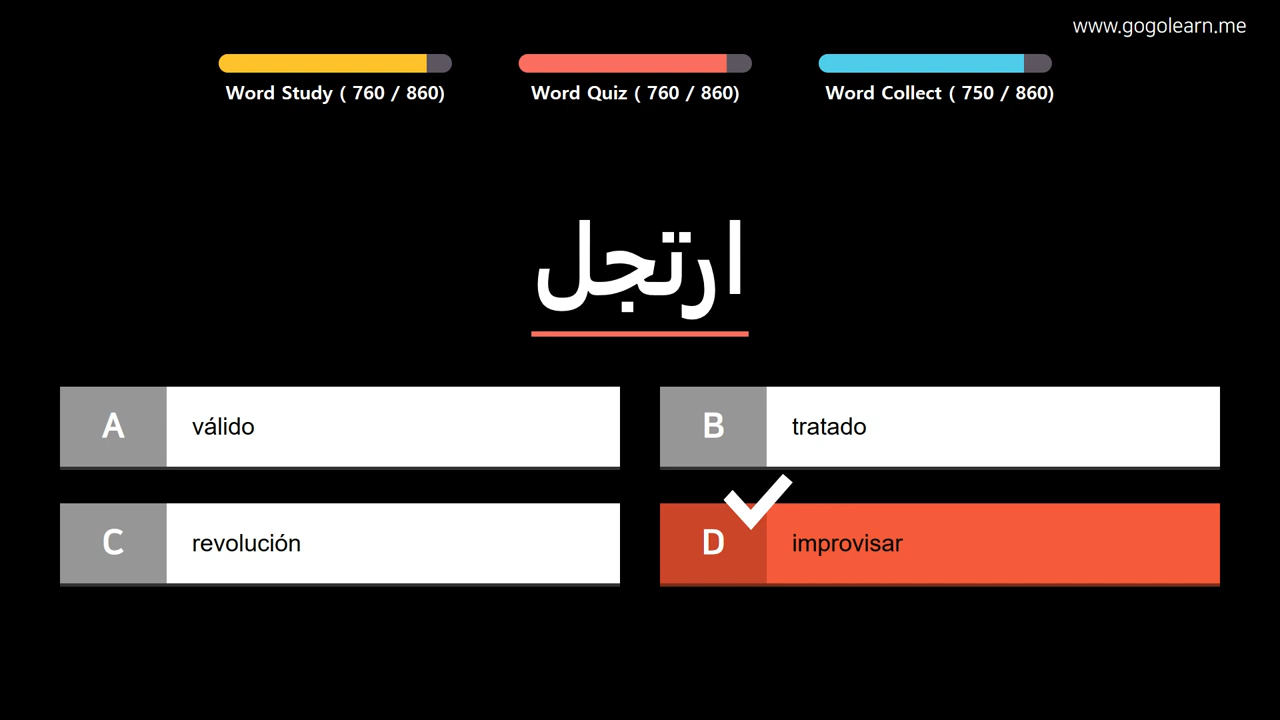 www.gogolearn.me
Word Study ( 760 / 860)
Word Quiz ( 760 / 860)
Word Collect ( 750 / 860)
ارتجل
A válido
B tratado
C revolución
D improvisar